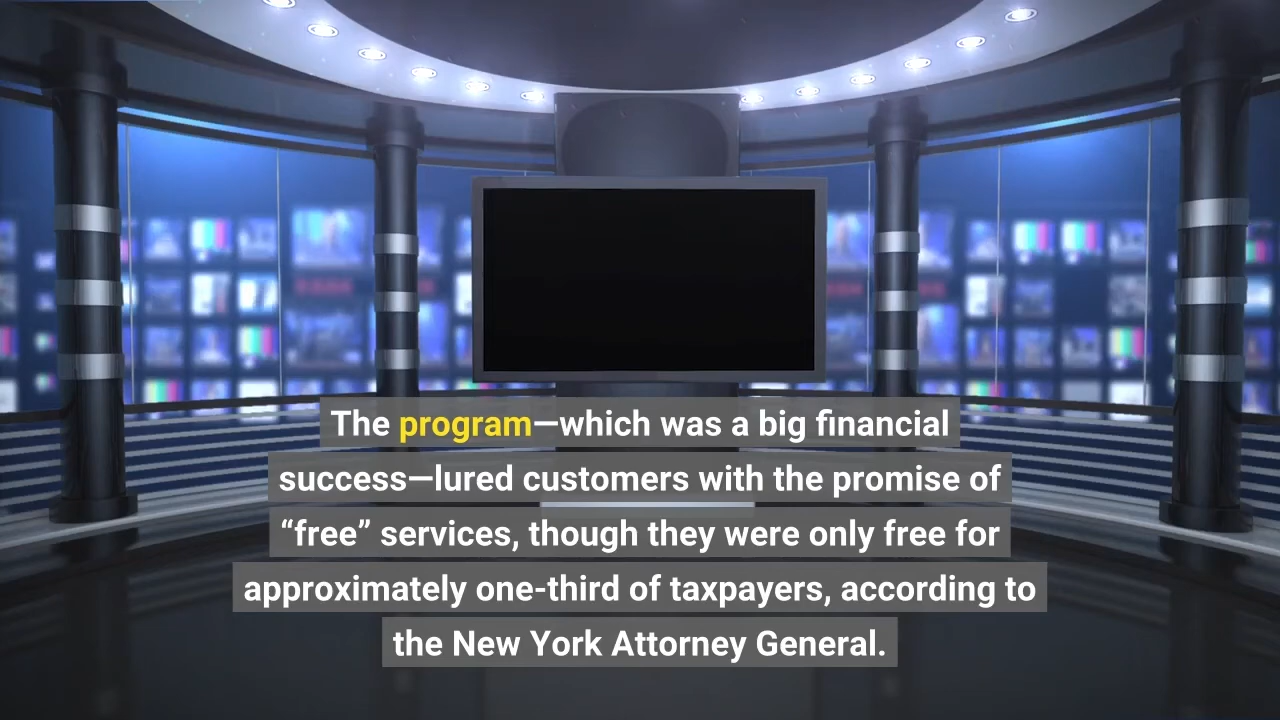 The program—which was a big financial
success—lured customers with the promise of
“free” services, though they were only free for
approximately one-third of taxpayers, according to
the New York Attorney General.